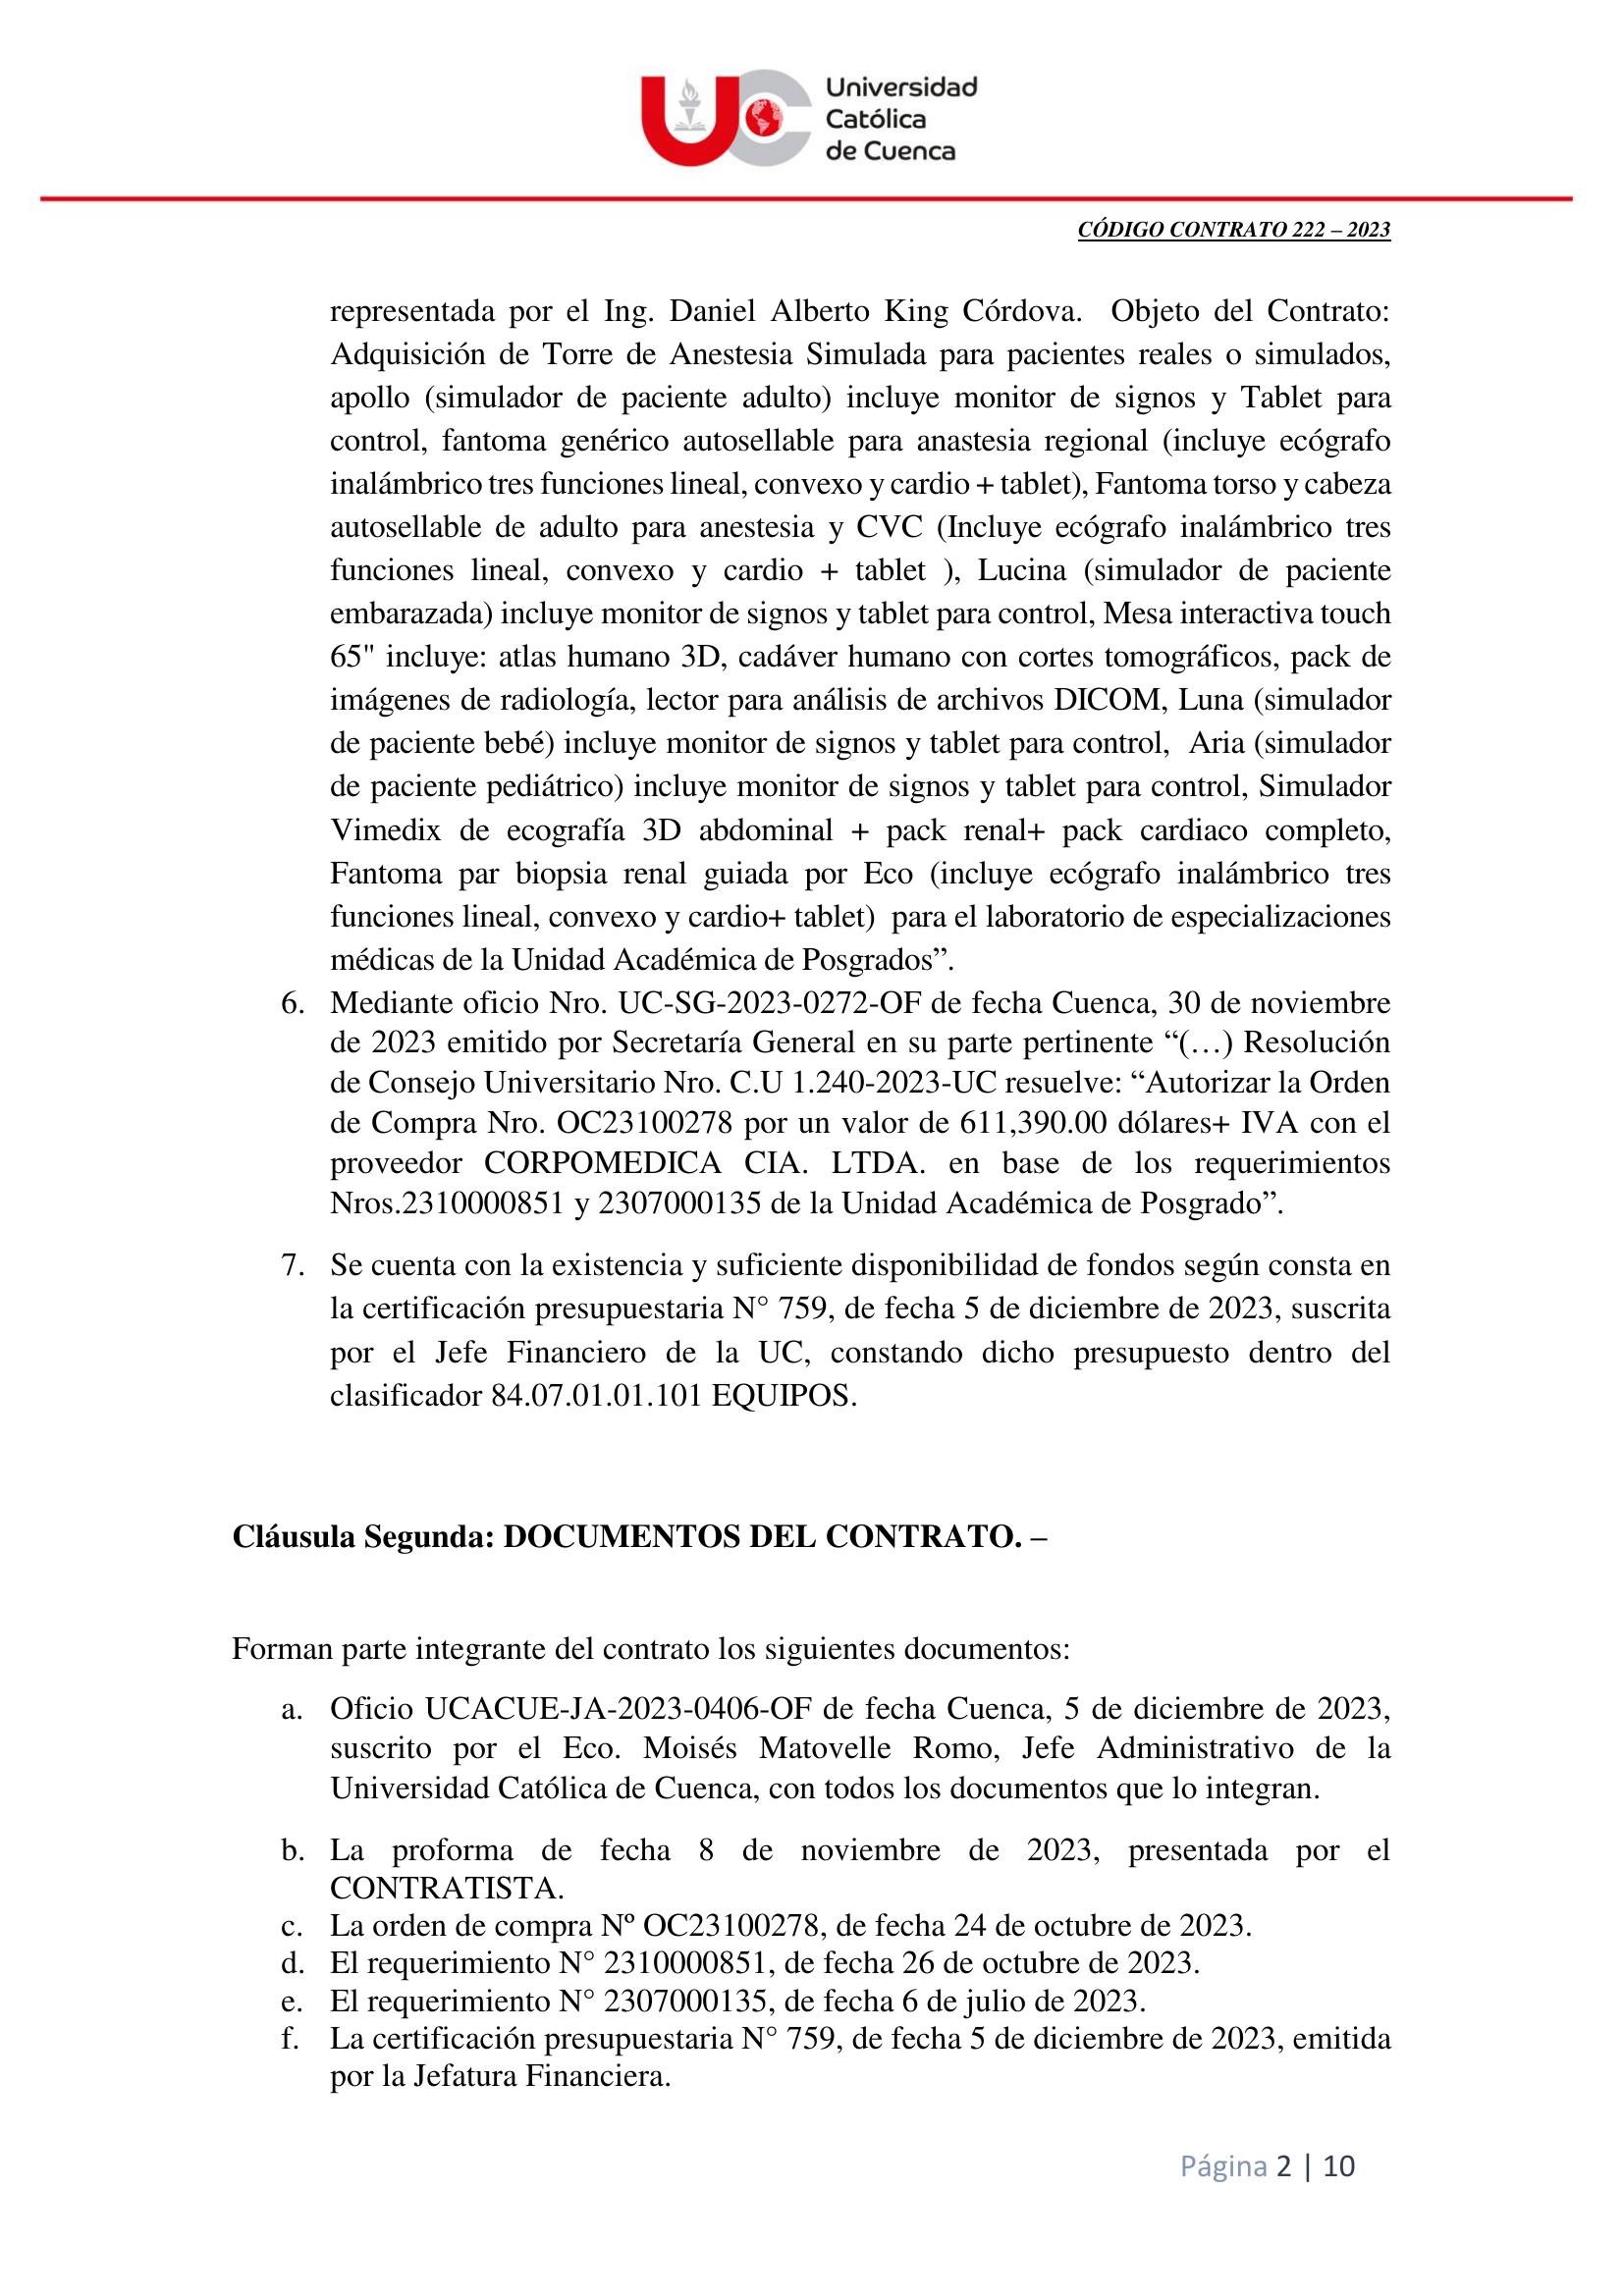 UC
Universidad
Católica
de Cuenca
CÓDIGO CONTRATO 222 – 2023
representada por el Ing. Daniel Alberto King Córdova.  Objeto del Contrato:
Adquisición de Torre de Anestesia Simulada para pacientes reales o simulados,
apollo (simulador de paciente adulto) incluye monitor de signos y Tablet para
control, fantoma genérico autosellable para anastesia regional (incluye ecógrafo
inalámbrico tres funciones lineal, convexo y cardio + tablet), Fantoma torso y cabeza
autosellable de adulto para anestesia y CVC (Incluye ecógrafo inalámbrico tres
funciones lineal, convexo y cardio + tablet ), Lucina (simulador de paciente
embarazada) incluye monitor de signos y tablet para control, Mesa interactiva touch
65" incluye: atlas humano 3D, cadáver humano con cortes tomográficos, pack de
imágenes de radiología, lector para análisis de archivos DICOM, Luna (simulador
de paciente bebé) incluye monitor de signos y tablet para control,  Aria (simulador
de paciente pediátrico) incluye monitor de signos y tablet para control, Simulador
Vimedix de ecografía 3D abdominal + pack renal+ pack cardiaco completo,
Fantoma par biopsia renal guiada por Eco (incluye ecógrafo inalámbrico tres
funciones lineal, convexo y cardio+ tablet)  para el laboratorio de especializaciones
médicas de la Unidad Académica de Posgrados”.
6. Mediante oficio Nro. UC-SG-2023-0272-OF de fecha Cuenca, 30 de noviembre
de 2023 emitido por Secretaría General en su parte pertinente “(…) Resolución
de Consejo Universitario Nro. C.U 1.240-2023-UC resuelve: “Autorizar la Orden
de Compra Nro. OC23100278 por un valor de 611,390.00 dólares+ IVA con el
proveedor CORPOMEDICA CIA. LTDA. en base de los requerimientos
Nros.2310000851 y 2307000135 de la Unidad Académica de Posgrado”.
7. Se cuenta con la existencia y suficiente disponibilidad de fondos según consta en
la certificación presupuestaria N° 759, de fecha 5 de diciembre de 2023, suscrita
por el Jefe Financiero de la UC, constando dicho presupuesto dentro del
clasificador 84.07.01.01.101 EQUIPOS.
Cláusula Segunda: DOCUMENTOS DEL CONTRATO. –
Forman parte integrante del contrato los siguientes documentos:
a. Oficio UCACUE-JA-2023-0406-OF de fecha Cuenca, 5 de diciembre de 2023,
suscrito por el Eco. Moisés Matovelle Romo, Jefe Administrativo de la
Universidad Católica de Cuenca, con todos los documentos que lo integran.
b. La proforma de fecha 8 de noviembre de 2023, presentada por el
CONTRATISTA.
c. La orden de compra Nº OC23100278, de fecha 24 de octubre de 2023.
d. El requerimiento N° 2310000851, de fecha 26 de octubre de 2023.
e. El requerimiento N° 2307000135, de fecha 6 de julio de 2023.
f. La certificación presupuestaria N° 759, de fecha 5 de diciembre de 2023, emitida
por la Jefatura Financiera.
Página 2 | 10